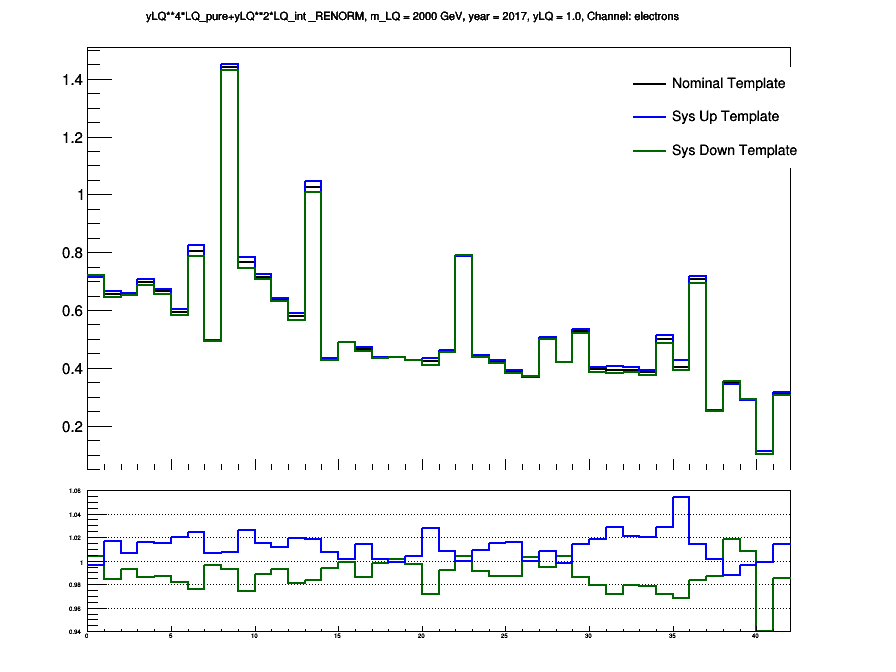 yLQ**4*LQ_pure+yLQ**2*LQ_int _RENORM, m_LQ = 2000 GeV, year = 2017, yLQ = 1.0, Channel: electrons
1.4
Nominal Template
Sys Up Template
1.2
Sys Down Template
1
0.8
0.6
0.4
0.2
1.06
1.04
1.02
1
0.98
0.96
0.94
0 5 10 15 20 25 30 35 40